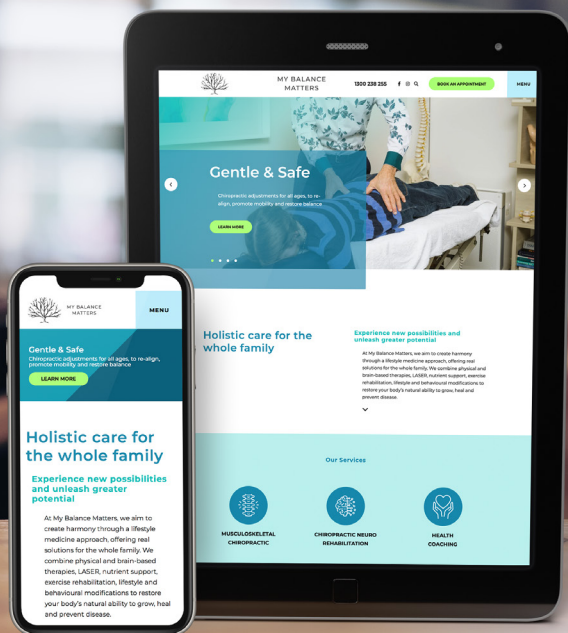 MY BALANCE
MATTERS
1300 238 255
BOOK AN APPOINTMENT
MENU
Gentle & Safe
Chiropractic adjustments for all ages, to re-
align, promote mobility and restore balance
LEARN MORE
Holistic care for the
whole family
Experience new possibilities and
unleash greater potential
At My Balance Matters, we aim to create harmony
through a lifestyle medicine approach, offering real
solutions for the whole family. We combine physical and
brain-based therapies, LASER, nutrient support, exercise
rehabilitation, lifestyle and behavioural modifications to
restore your body's natural ability to grow, heal and
prevent disease.
Our Services
MUSCULOSKELETAL
CHIROPRACTIC
CHIROPRACTIC NEURO
REHABILITATION
HEALTH
COACHING
MY BALANCE
MATTERS
MENU
Gentle & Safe
Chiropractic adjustments for all ages, to re-align,
promote mobility and restore balance
LEARN MORE
Holistic care for
the whole family
Experience new possibilities
and unleash greater
potential
At My Balance Matters, we aim to
create harmony through a lifestyle
medicine approach, offering real
solutions for the whole family. We
combine physical and brain-based
therapies, LASER, nutrient support,
exercise rehabilitation, lifestyle and
behavioural modifications to restore
your body's natural ability to grow, heal
and prevent disease.